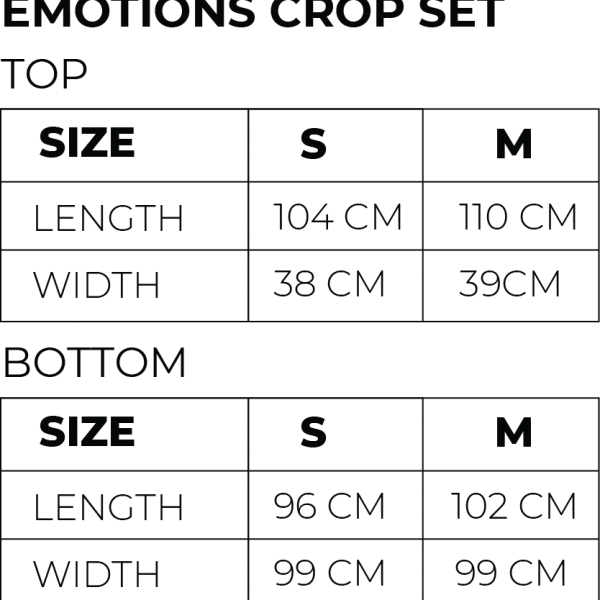 EMOTIONS CROP SET
TOP
SIZE S M
LENGTH 104 CM 110 CM
WIDTH 38 CM 39CM
BOTTOM
SIZE S M
LENGTH 96 CM 102 CM
WIDTH 99 CM 99 CM